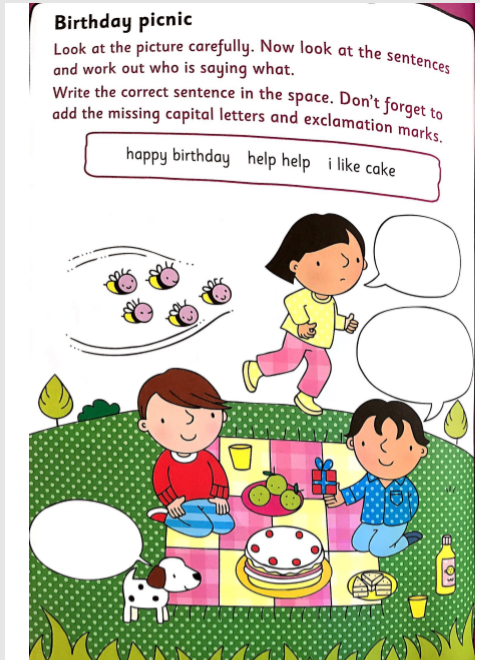 Birthday picnic
Look at the picture carefully. Now look at the sentences
and work out who is saying what.
Write the correct sentence in the space. Don't forget to
add the missing capital letters and exclamation marks.
happy birthday help help i like cake